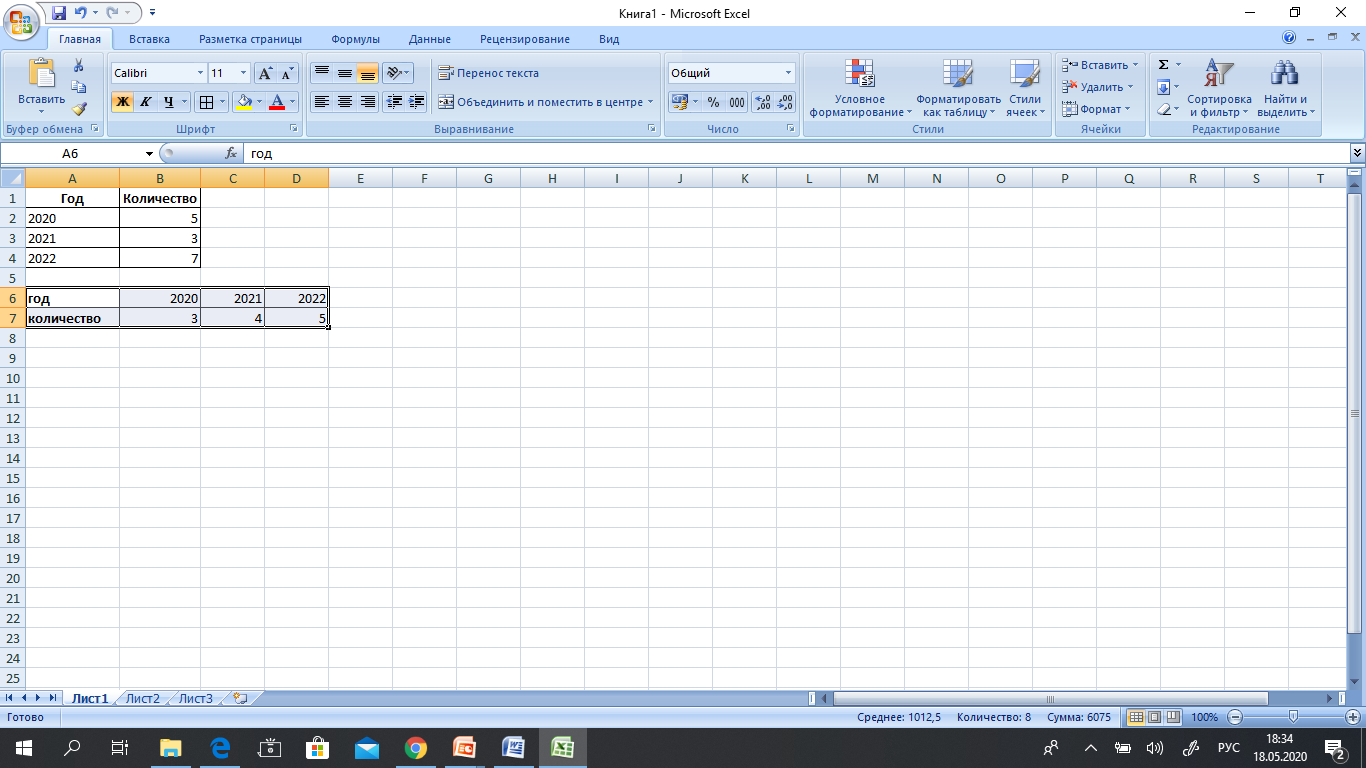 Книга1 - Microsoft Excel
Главная Вставка Разметка страницы Формулы Данные Рецензирование Вид
Вставить
Буфер обмена
Calibri 11
Ж К Ч
Шрифт
Перенос текста
Объединить и поместить в центре
Выравнивание
Общий
% 000 ,00 ,00
Число
Условное форматирование
Форматировать как таблицу
Стили ячеек
Стили
Вставить
Удалить
Формат
Ячейки
Σ
Сортировка и фильтр
Найти и выделить
Редактирование
A6 fx год
A B C D E F G H I J K L M N O P Q R S T
1 Год Количество
2 2020 5
3 2021 3
4 2022 7
5
6 год 2020 2021 2022
7 количество 3 4 5
8
9
10
11
12
13
14
15
16
17
18
19
20
21
22
23
24
25
Лист1 Лист2 Лист3
Готово Среднее: 1012,5 Количество: 8 Сумма: 6075 100%
РУС 18:34
18.05.2020 2